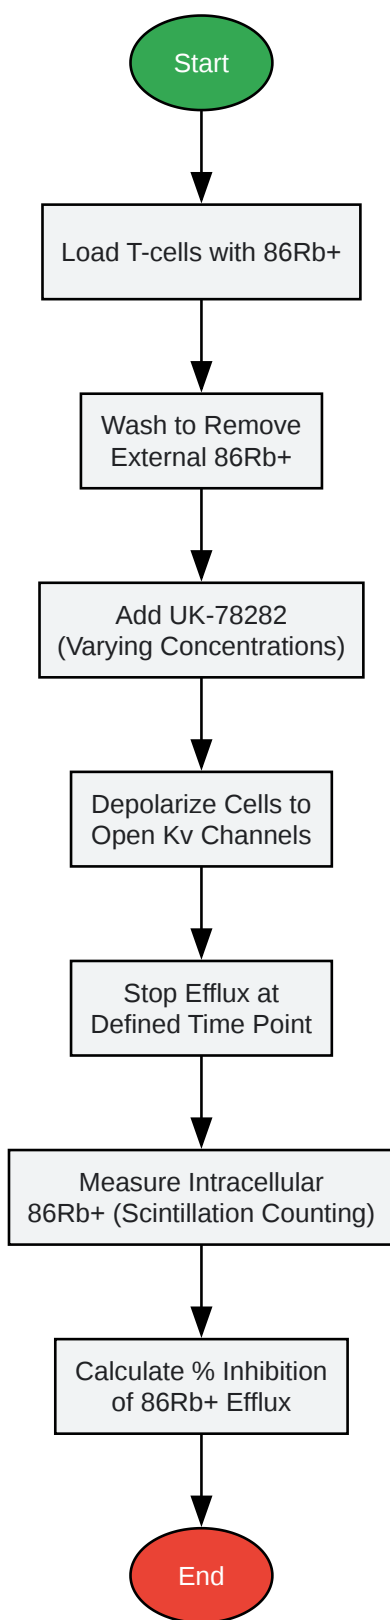 Start
Load T-cells with 86Rb+
Wash to Remove
External 86Rb+
Add UK-78282
(Varying Concentrations)
Depolarize Cells to
Open Kv Channels
Stop Efflux at
Defined Time Point
Measure Intracellular
86Rb+ (Scintillation Counting)
Calculate % Inhibition
of 86Rb+ Efflux
End